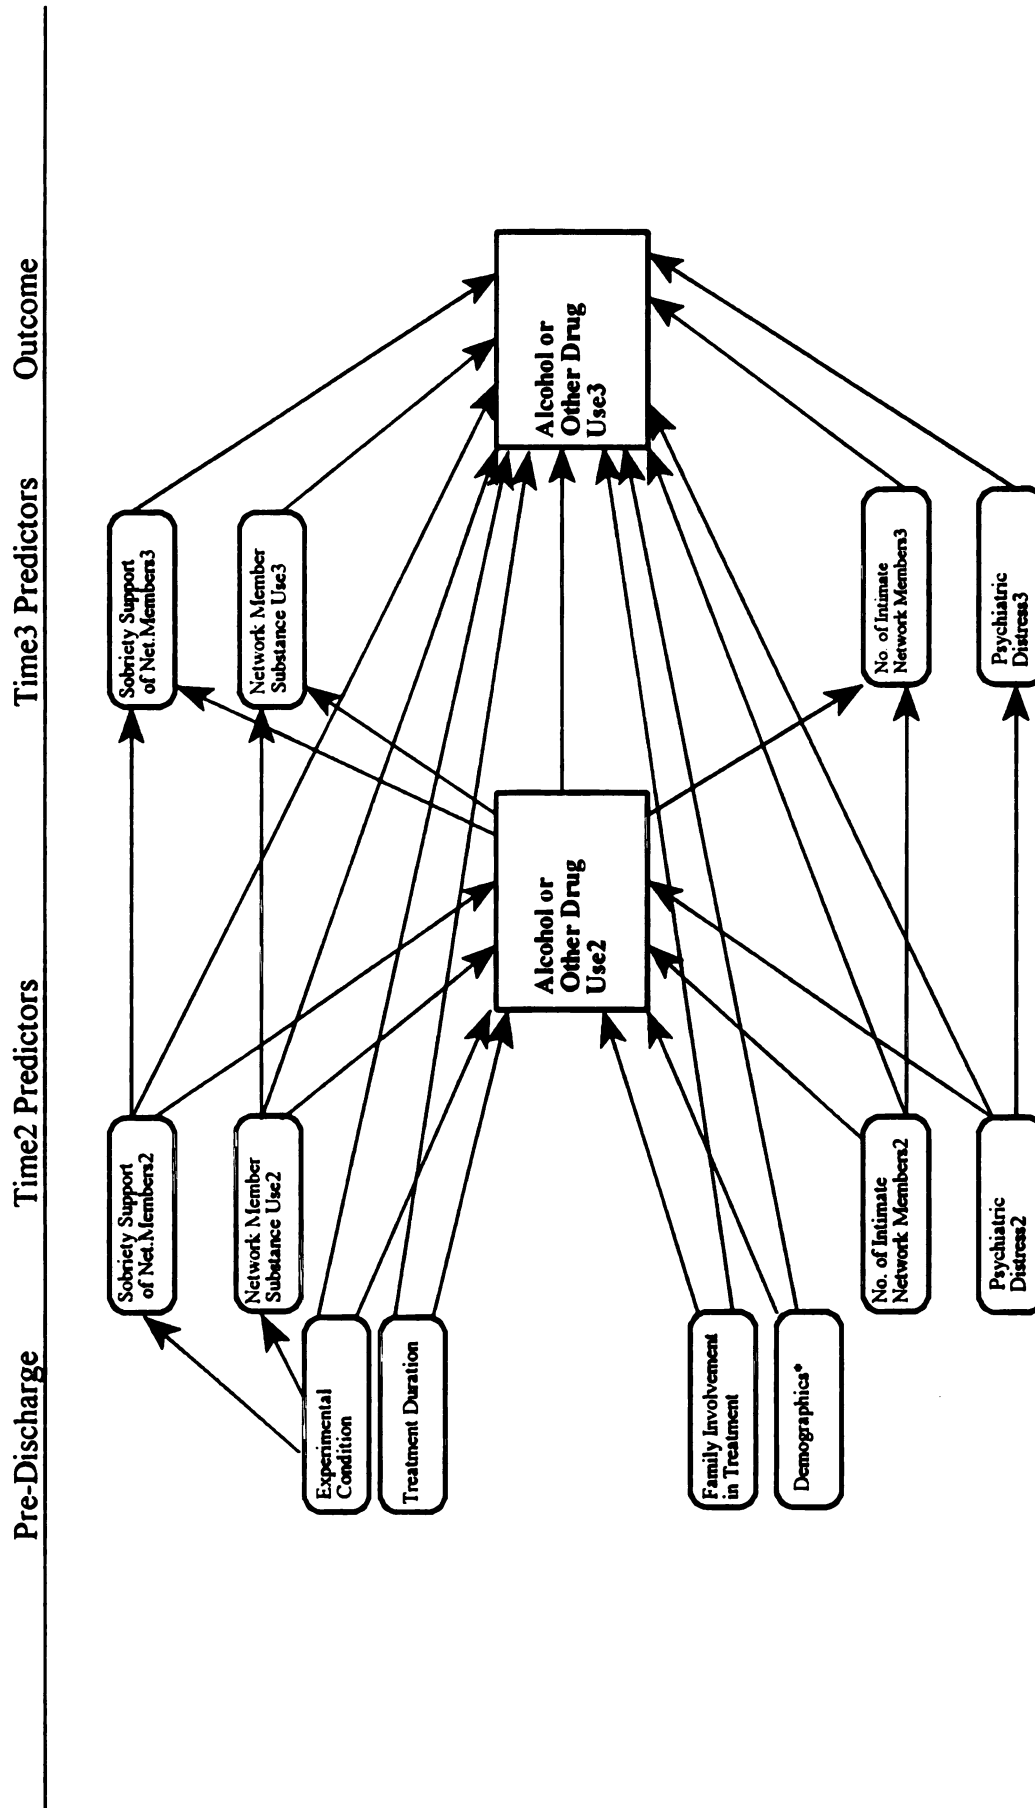 Pre-Discharge
Time2 Predictors
Time3 Predictors
Outcome
Sobriety Support
of Net.Members2
Sobriety Support
of Net.Members3
Network Member
Substance Use2
Network Member
Substance Use3
Experimental
Condition
Treatment Duration
Alcohol or
Other Drug
Use2
Alcohol or
Other Drug
Use3
Family Involvement
in Treatment
Demographics*
No. of Intimate
Network Members2
No. of Intimate
Network Members3
Psychiatric
Distress2
Psychiatric
Distress3